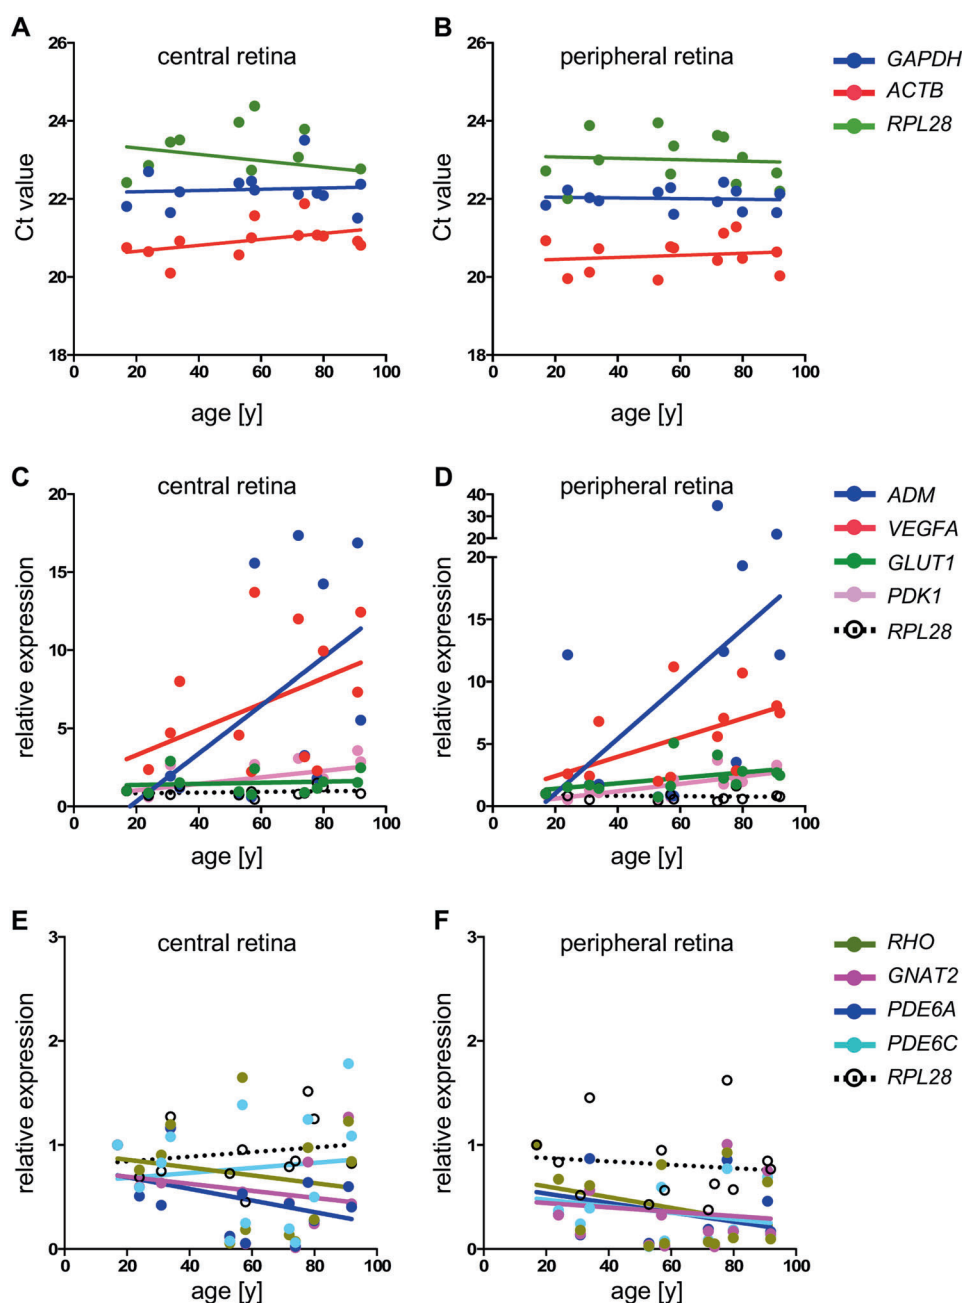 A
central retina
26
24
22
20
18
Ct value
0
20
40
60
80
100
age [y]
B
peripheral retina
26
24
22
20
18
Ct value
0
20
40
60
80
100
age [y]
GAPDH
ACTB
RPL28
C
central retina
20
15
10
5
0
relative expression
0
20
40
60
80
100
age [y]
D
peripheral retina
40
30
20
20
15
10
5
0
relative expression
0
20
40
60
80
100
age [y]
ADM
VEGFA
GLUT1
PDK1
RPL28
E
central retina
3
2
1
0
relative expression
0
20
40
60
80
100
age [y]
F
peripheral retina
3
2
1
0
relative expression
0
20
40
60
80
100
age [y]
RHO
GNAT2
PDE6A
PDE6C
RPL28